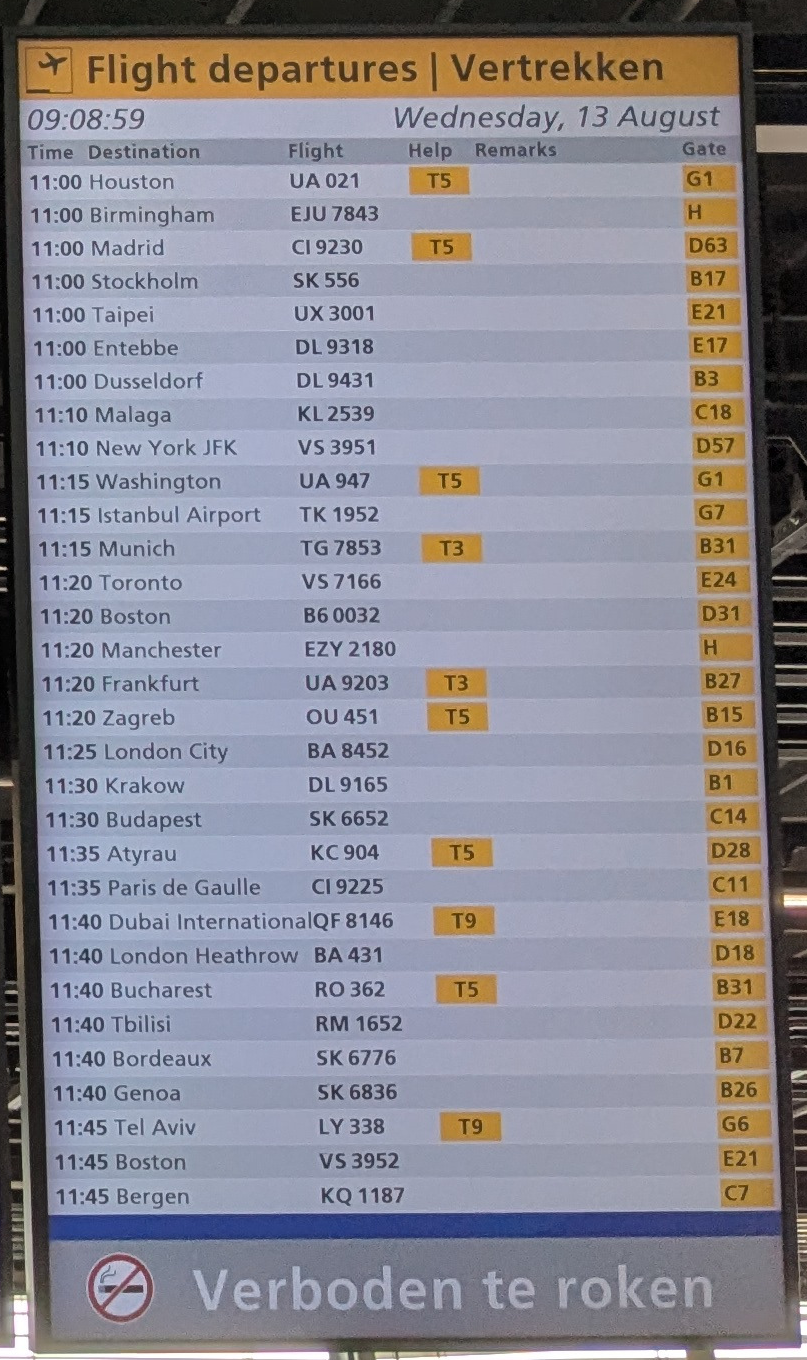 Flight departures | Vertrekken
09:08:59 Wednesday, 13 August
Time Destination Flight Help Remarks Gate
11:00 Houston UA 021 T5 G1
11:00 Birmingham EJU 7843 H
11:00 Madrid CI 9230 T5 D63
11:00 Stockholm SK 556 B17
11:00 Taipei UX 3001 E21
11:00 Entebbe DL 9318 E17
11:00 Dusseldorf DL 9431 B3
11:10 Malaga KL 2539 C18
11:10 New York JFK VS 3951 D57
11:15 Washington UA 947 T5 G1
11:15 Istanbul Airport TK 1952 G7
11:15 Munich TG 7853 T3 B31
11:20 Toronto VS 7166 E24
11:20 Boston B6 0032 D31
11:20 Manchester EZY 2180 H
11:20 Frankfurt UA 9203 T3 B27
11:20 Zagreb OU 451 T5 B15
11:25 London City BA 8452 D16
11:30 Krakow DL 9165 B1
11:30 Budapest SK 6652 C14
11:35 Atyrau KC 904 T5 D28
11:35 Paris de Gaulle CI 9225 C11
11:40 Dubai International QF 8146 T9 E18
11:40 London Heathrow BA 431 D18
11:40 Bucharest RO 362 T5 B31
11:40 Tbilisi RM 1652 D22
11:40 Bordeaux SK 6776 B7
11:40 Genoa SK 6836 B26
11:45 Tel Aviv LY 338 T9 G6
11:45 Boston VS 3952 E21
11:45 Bergen KQ 1187 C7
Verboden te roken